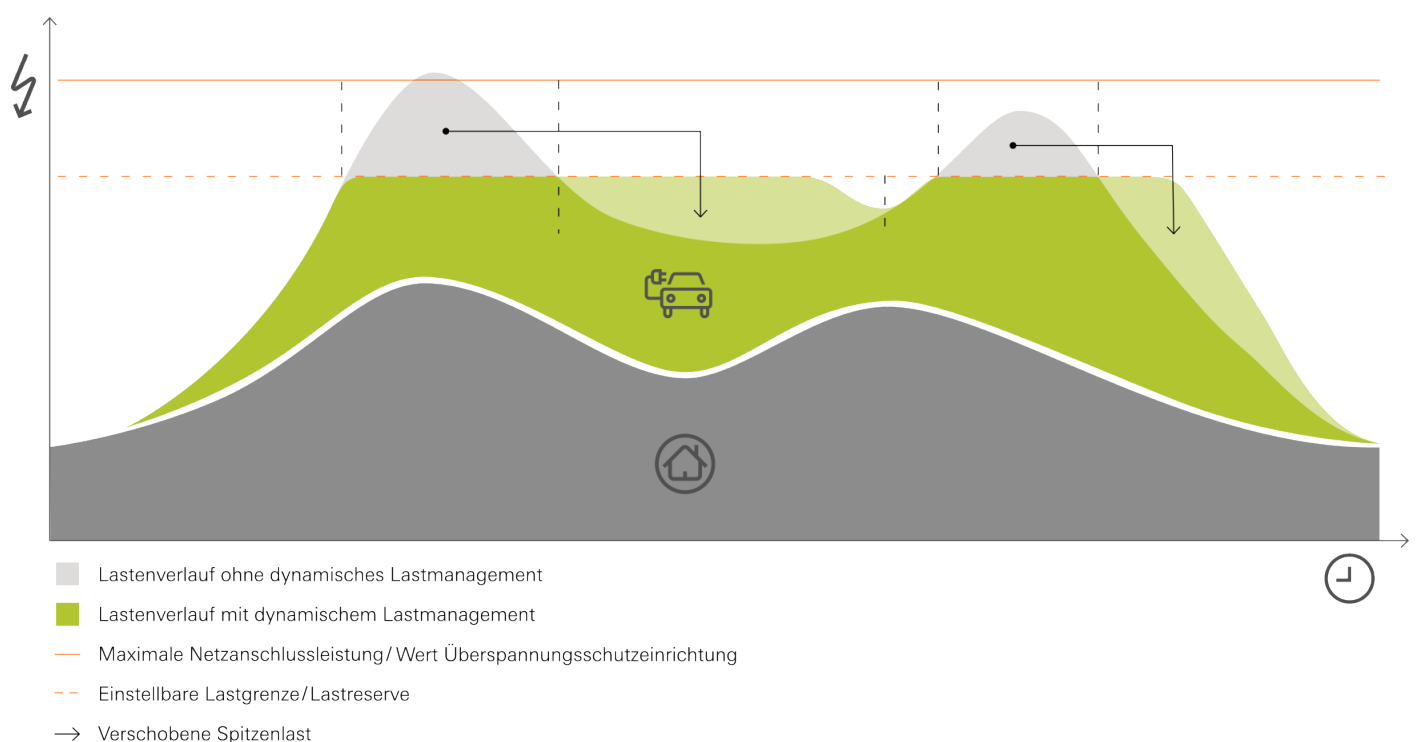 Lastenverlauf ohne dynamisches Lastmanagement
Lastenverlauf mit dynamischem Lastmanagement
Maximale Netzanschlussleistung/Wert Überspannungsschutzeinrichtung
Einstellbare Lastgrenze/Lastreserve
Verschobene Spitzenlast